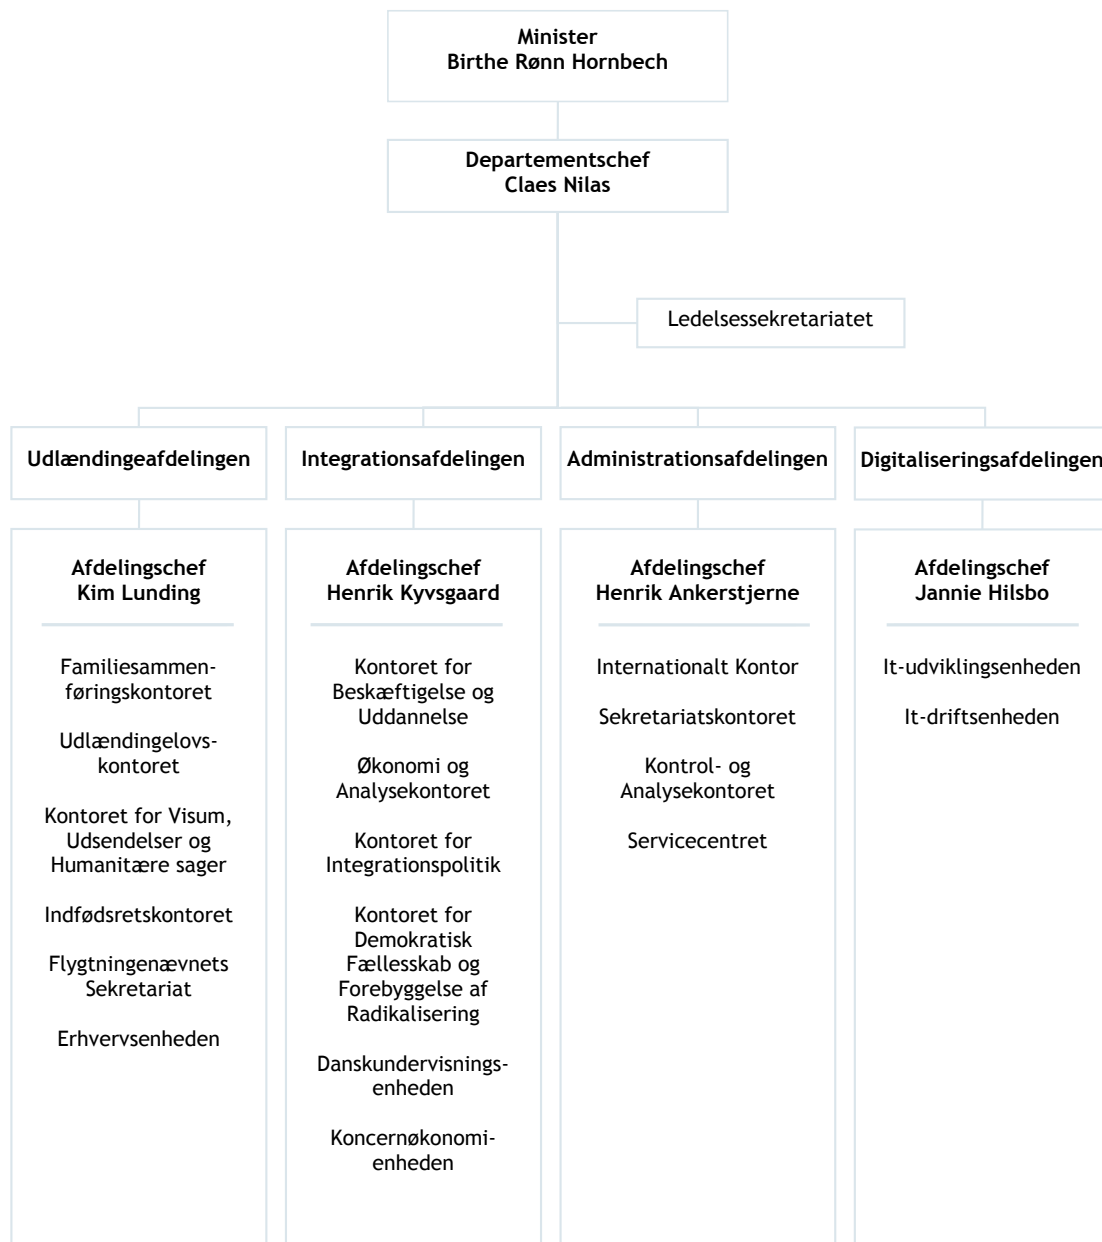 Minister
Birthe Rønn Hornbech
Departementschef
Claes Nilas
Ledelsessekretariatet
Udlændingeafdelingen
Integrationsafdelingen
Administrationsafdelingen
Digitaliseringsafdelingen
Afdelingschef
Kim Lunding
Familiesammen-
føringskontoret
Udlændingelovs-
kontoret
Kontoret for Visum,
Udsendelser og
Humanitære sager
Indfødsretskontoret
Flygtningenævnets
Sekretariat
Erhvervsenheden
Afdelingschef
Henrik Kyvsgaard
Kontoret for
Beskæftigelse og
Uddannelse
Økonomi og
Analysekontoret
Kontoret for
Integrationspolitik
Kontoret for
Demokratisk
Fællesskab og
Forebyggelse af
Radikalisering
Danskundervisnings-
enheden
Koncernøkonomi-
enheden
Afdelingschef
Henrik Ankerstjerne
Internationalt Kontor
Sekretariatskontoret
Kontrol- og
Analysekontoret
Servicecentret
Afdelingschef
Jannie Hilsbo
It-udviklingsenheden
It-driftsenheden